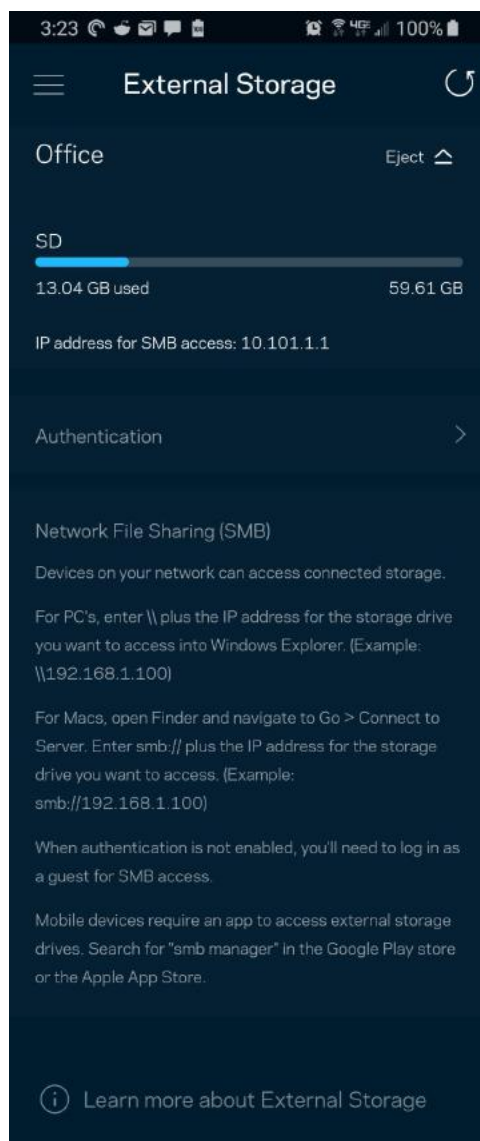 3:23 4GE 100%
External Storage
Office Eject
SD
13.04 GB used 59.61 GB
IP address for SMB access: 10.101.1.1
Authentication
Network File Sharing (SMB)
Devices on your network can access connected storage.
For PC's, enter \\ plus the IP address for the storage drive
you want to access into Windows Explorer. (Example:
\\192.168.1.100)
For Macs, open Finder and navigate to Go > Connect to
Server. Enter smb:// plus the IP address for the storage
drive you want to access. (Example:
smb://192.168.1.100)
When authentication is not enabled, you'll need to log in as
a guest for SMB access.
Mobile devices require an app to access external storage
drives. Search for "smb manager" in the Google Play store
or the Apple App Store.
Learn more about External Storage